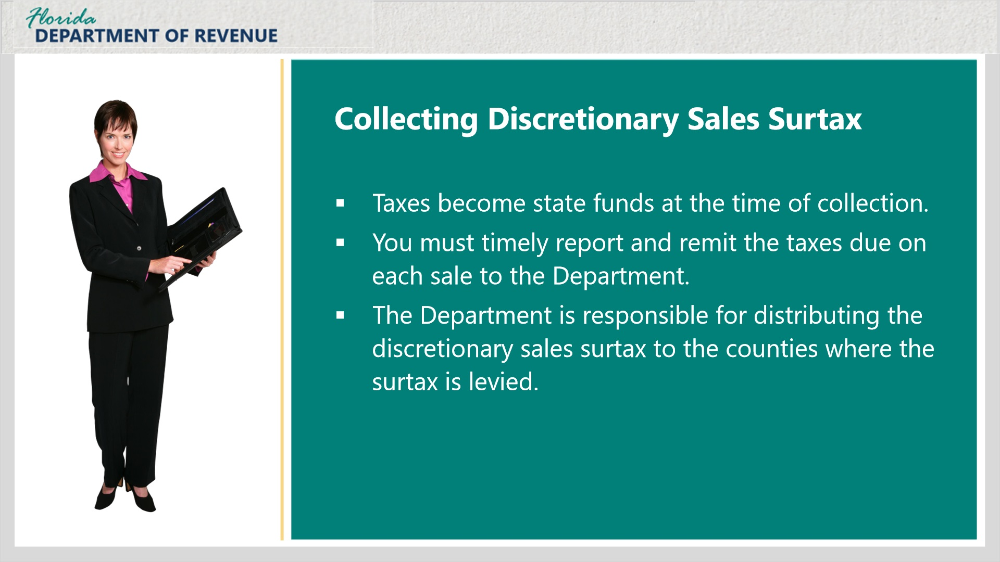 Florida
DEPARTMENT OF REVENUE
Collecting Discretionary Sales Surtax
▪ Taxes become state funds at the time of collection.
▪ You must timely report and remit the taxes due on
each sale to the Department.
▪ The Department is responsible for distributing the
discretionary sales surtax to the counties where the
surtax is levied.